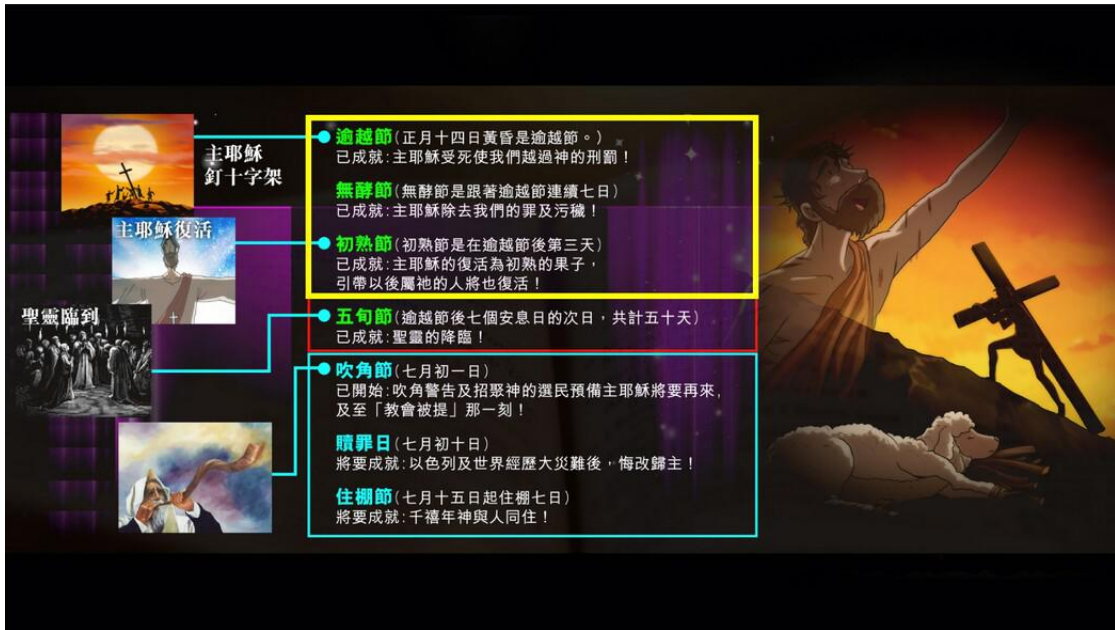 主耶穌
釘十字架
主耶穌復活
聖靈臨到
逾越節(正月十四日黃昏是逾越節。)
已成就:主耶穌受死使我們越過神的刑罰！
無酵節(無酵節是跟著逾越節連續七日)
已成就:主耶穌除去我們的罪及污穢！
初熟節(初熟節是在逾越節後第三天)
已成就:主耶穌的復活為初熟的果子，
引帶以後屬祂的人將也復活！
五旬節(逾越節後七個安息日的次日，共計五十天)
已成就:聖靈的降臨！
吹角節(七月初一日)
已開始:吹角警告及招聚神的選民預備主耶穌將要再來,
及至「教會被提」那一刻！
贖罪日(七月初十日)
將要成就:以色列及世界經歷大災難後，悔改歸主！
住棚節(七月十五日起住棚七日)
將要成就:千禧年神與人同住！